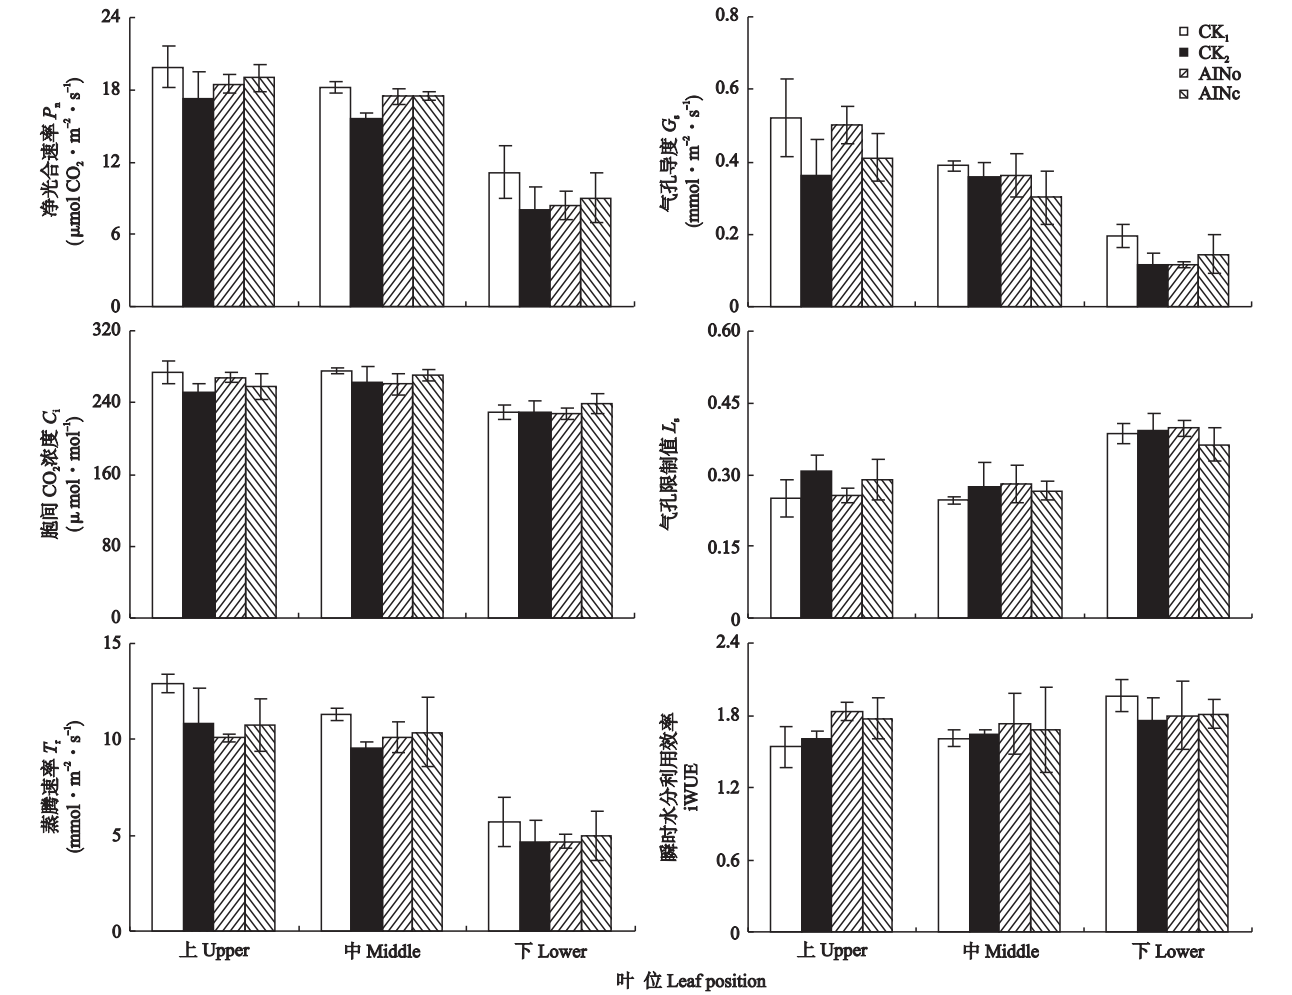 24
18
12
6
0
净光合速率 Pn
(μmol CO2・m−2・s−1)
0.8
0.6
0.4
0.2
0
气孔导度 Gs
(mmol・m−2・s−1)
CK1
CK2
AINo
AINc
320
240
160
80
0
胞间 CO2浓度 Ci
(μ mol・mol−1)
0.60
0.45
0.30
0.15
0
气孔限制值 Ls
15
10
5
0
蒸腾速率 Tr
(mmol・m−2・s−1)
2.4
1.8
1.2
0.6
0
瞬时水分利用效率
iWUE
上 Upper 中 Middle 下 Lower
上 Upper 中 Middle 下 Lower
叶 位 Leaf position